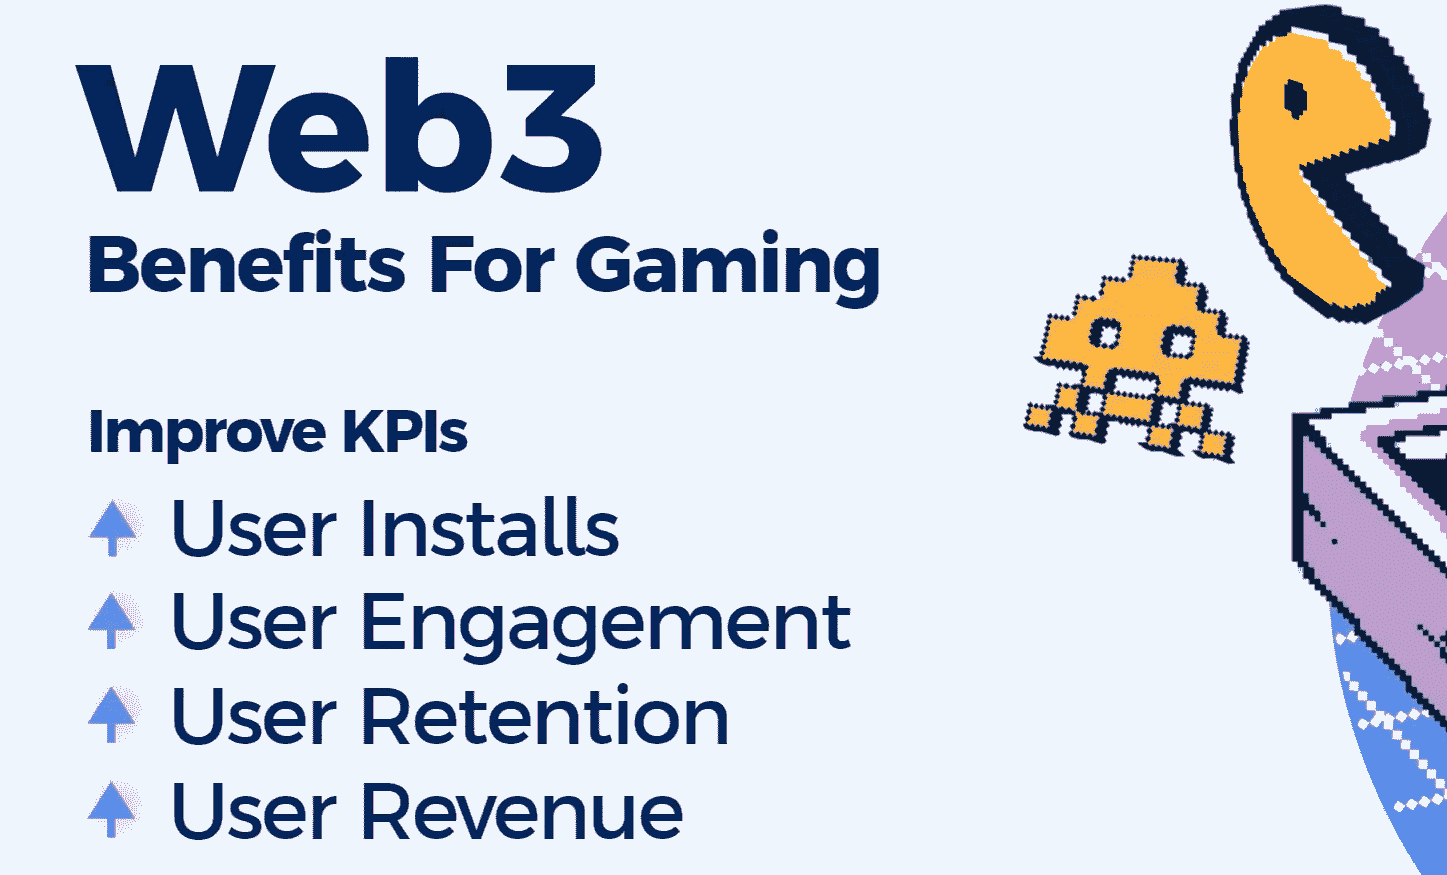 Web3
Benefits For Gaming
Improve KPIs
User Installs
User Engagement
User Retention
User Revenue